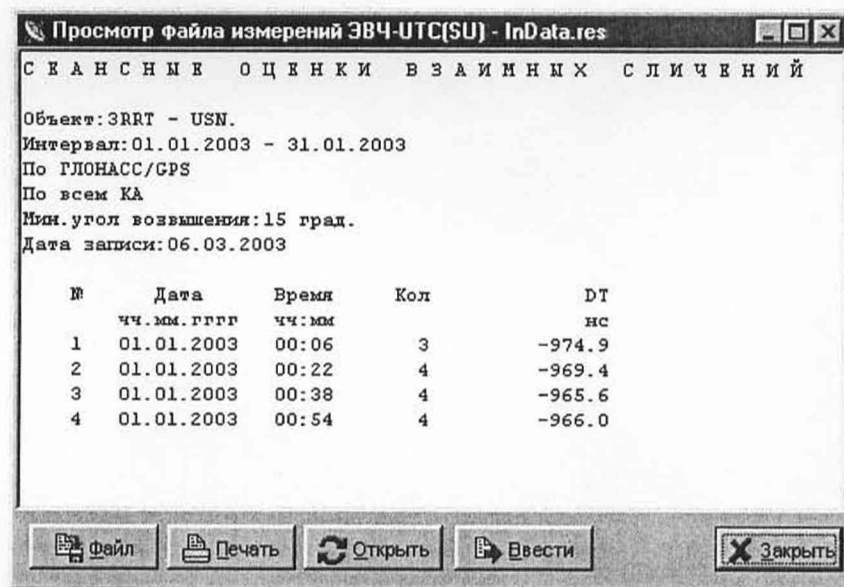 Просмотр файла измерений ЭВЧ-UTC(SU) - InData.res
С Е А Н С Н Ы Е О Ц Е Н К И В З А И М Н Ы Х С Л И Ч Е Н И Й
Объект:3RRT - USN.
Интервал:01.01.2003 - 31.01.2003
По ГЛОНАСС/GPS
По всем КА
Мин.угол возвышения:15 град.
Дата записи:06.03.2003
№ Дата Время Кол DT
чч.мм.гггг чч:мм нс
1 01.01.2003 00:06 3 -974.9
2 01.01.2003 00:22 4 -969.4
3 01.01.2003 00:38 4 -965.6
4 01.01.2003 00:54 4 -966.0
Файл Печать Открыть Ввести Закрыть